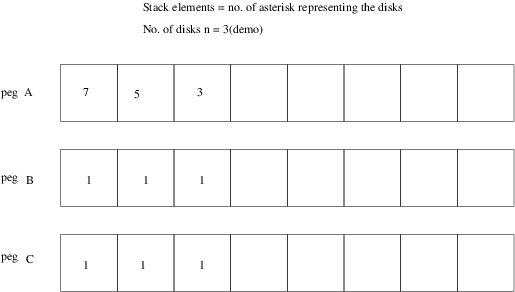 Stack elements = no. of asterisk representing the disks
No. of disks n = 3(demo)
peg A 7 5 3
peg B 1 1 1
peg C 1 1 1